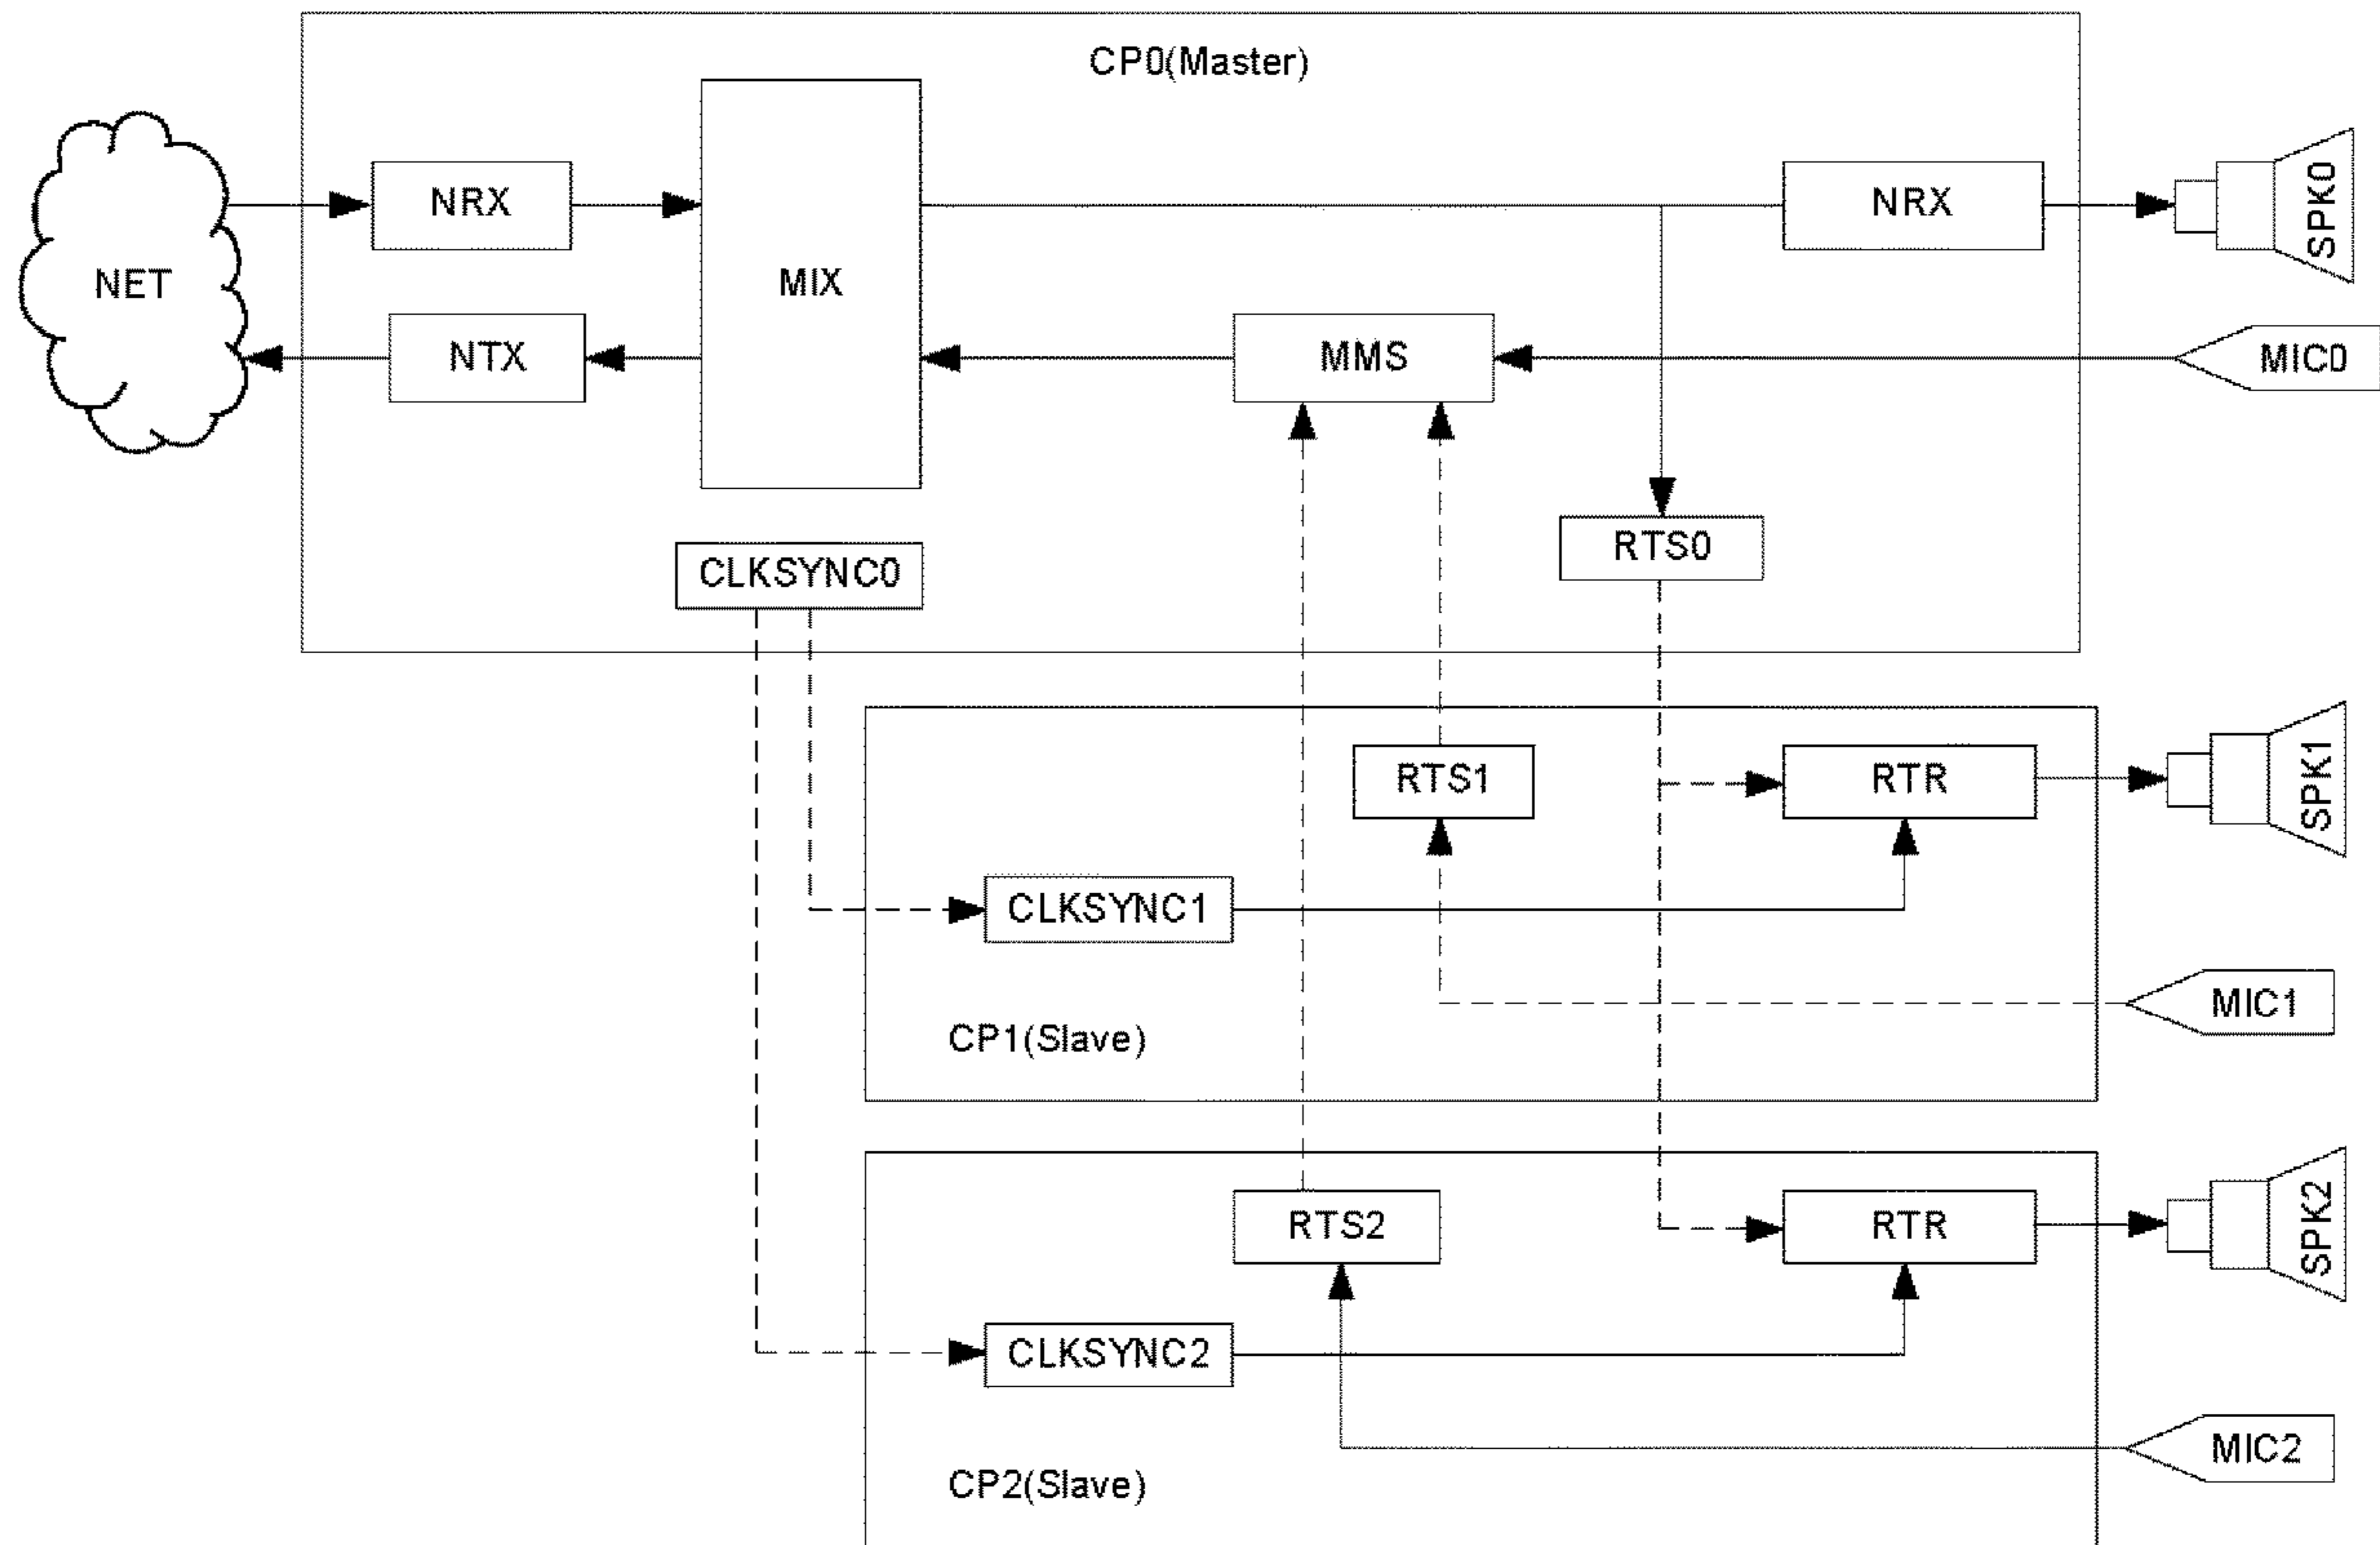 CP0(Master)
NRX
NRX
SPK0
NET
MIX
NTX
MMS
MIC0
RTS0
CLKSYNC0
RTS1
RTR
SPK1
CLKSYNC1
MIC1
CP1(Slave)
RTS2
RTR
SPK2
CLKSYNC2
MIC2
CP2(Slave)